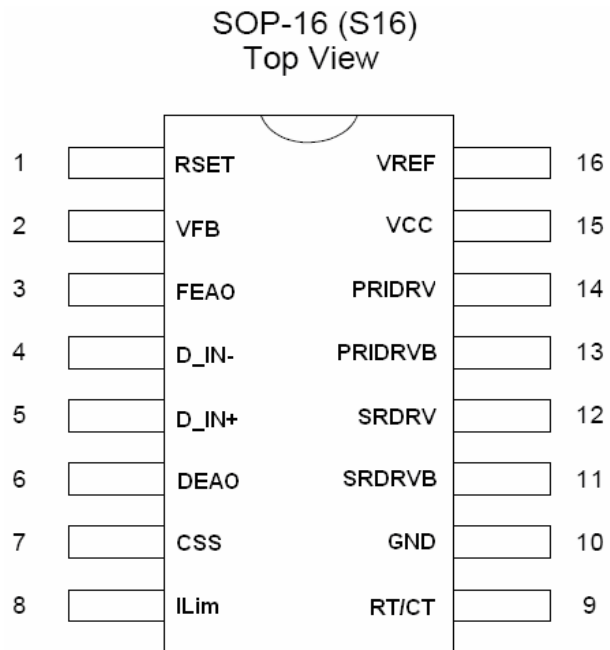 SOP-16 (S16)
Top View
1 RSET VREF 16
2 VFB VCC 15
3 FEAO PRIDRV 14
4 D_IN- PRIDRVB 13
5 D_IN+ SRDRV 12
6 DEAO SRDRVB 11
7 CSS GND 10
8 ILim RT/CT 9